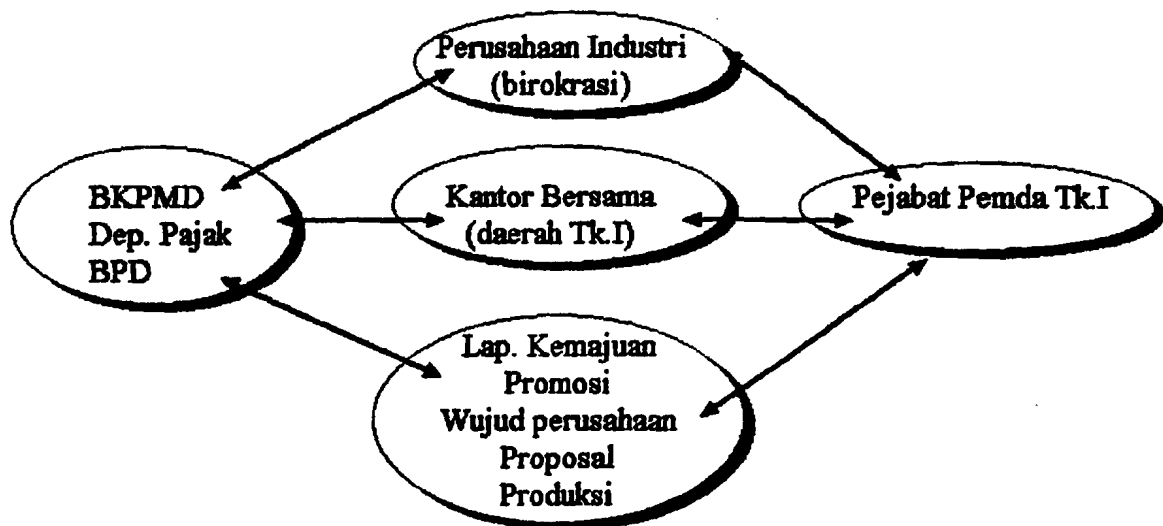 Perusahaan Industri
(birokrasi)
BKPMD
Dep. Pajak
BPD
Kantor Bersama
(daerah Tk.I)
Pejabat Pemda Tk.I
Lap. Kemajuan
Promosi
Wujud perusahaan
Proposal
Produksi